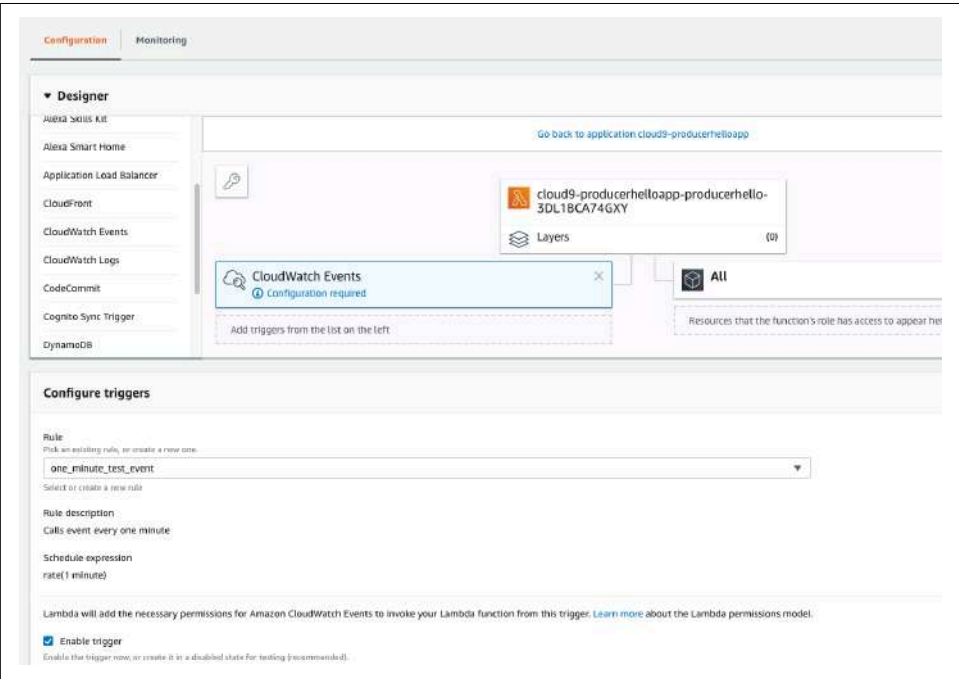 Configuration
Monitoring
Designer
Alexa Skills Kit
Alexa Smart Home
Application Load Balancer
CloudFront
CloudWatch Events
CloudWatch Logs
CodeCommit
Cognito Sync Trigger
DynamoDB
Go back to application cloud9-producerhelloapp
cloud9-producerhelloapp-producerhello-
3DL1BCA74GXY
Layers
(0)
CloudWatch Events
Configuration required
Add triggers from the list on the left
All
Resources that the function's role has access to appear her
Configure triggers
Rule
Pick an existing rule, or create a new one.
one_minute_test_event
Select or create a new rule
Rule description
Calls event every one minute
Schedule expression
rate(1 minute)
Lambda will add the necessary permissions for Amazon CloudWatch Events to invoke your Lambda function from this trigger. Learn more about the Lambda permissions model.
Enable trigger
Enable the trigger now, or create it in a disabled state for testing (recommended).